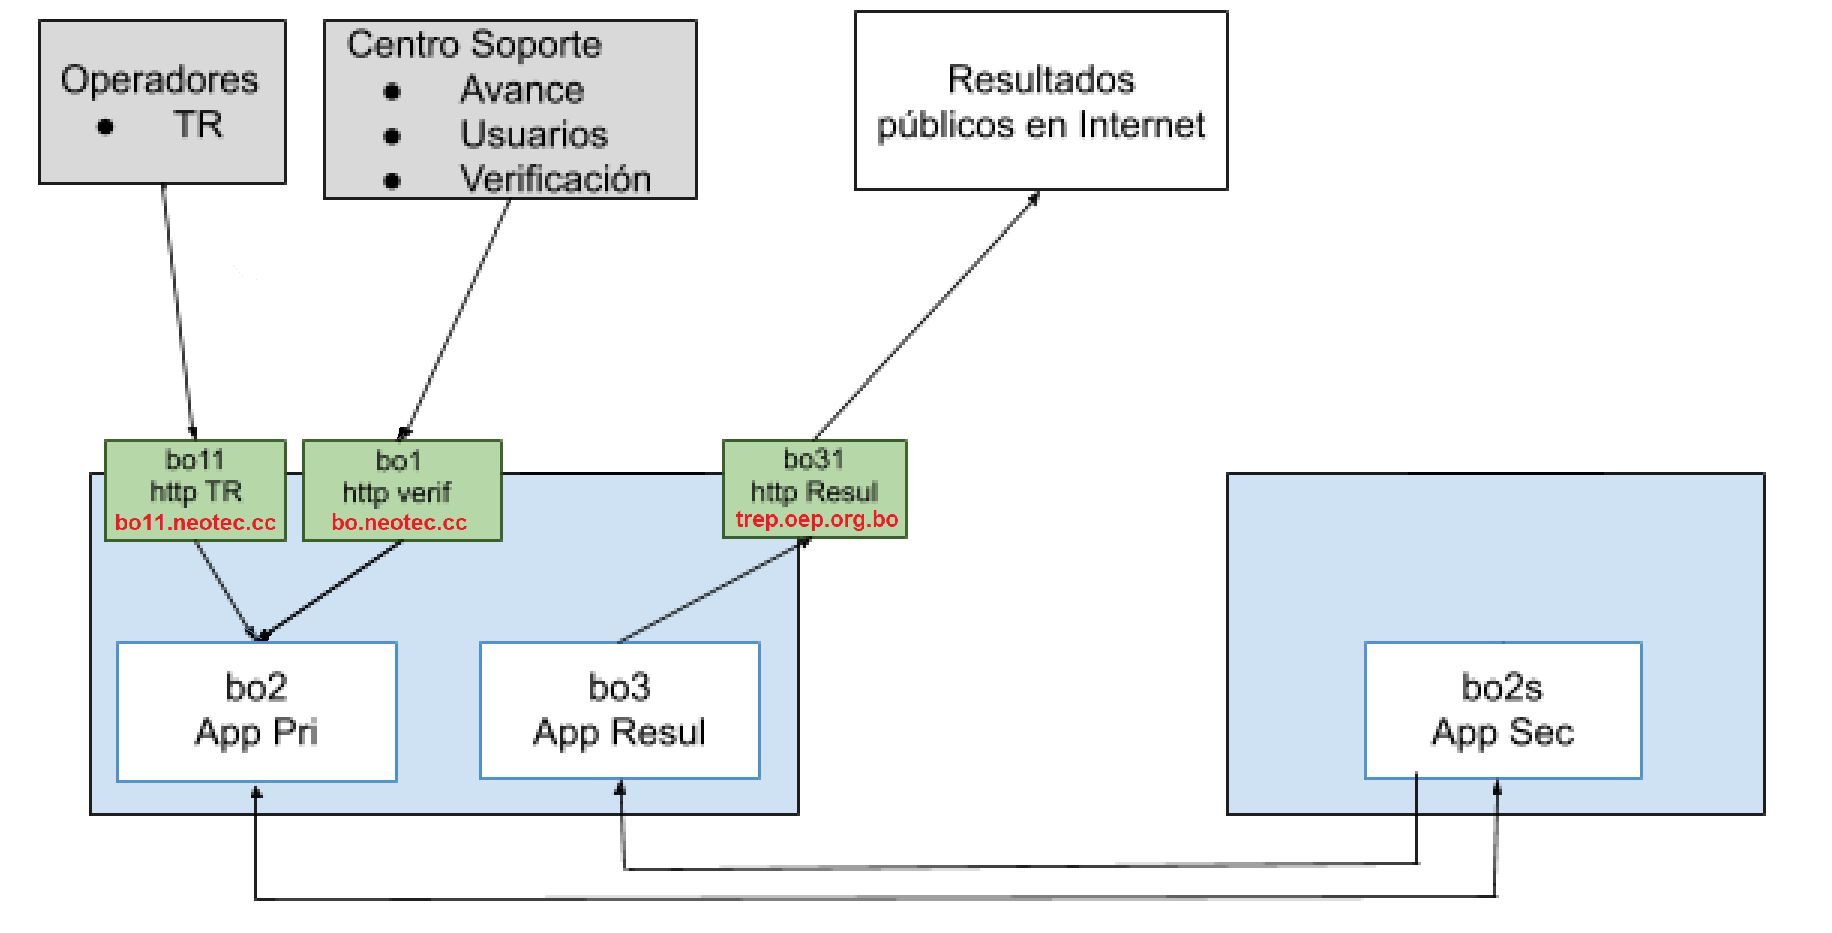 Operadores
● TR
Centro Soporte
● Avance
● Usuarios
● Verificación
Resultados
públicos en Internet
bo11
http TR
bo11.neotec.cc
bo1
http verif
bo.neotec.cc
bo31
http Resul
trep.oep.org.bo
bo2
App Pri
bo3
App Resul
bo2s
App Sec